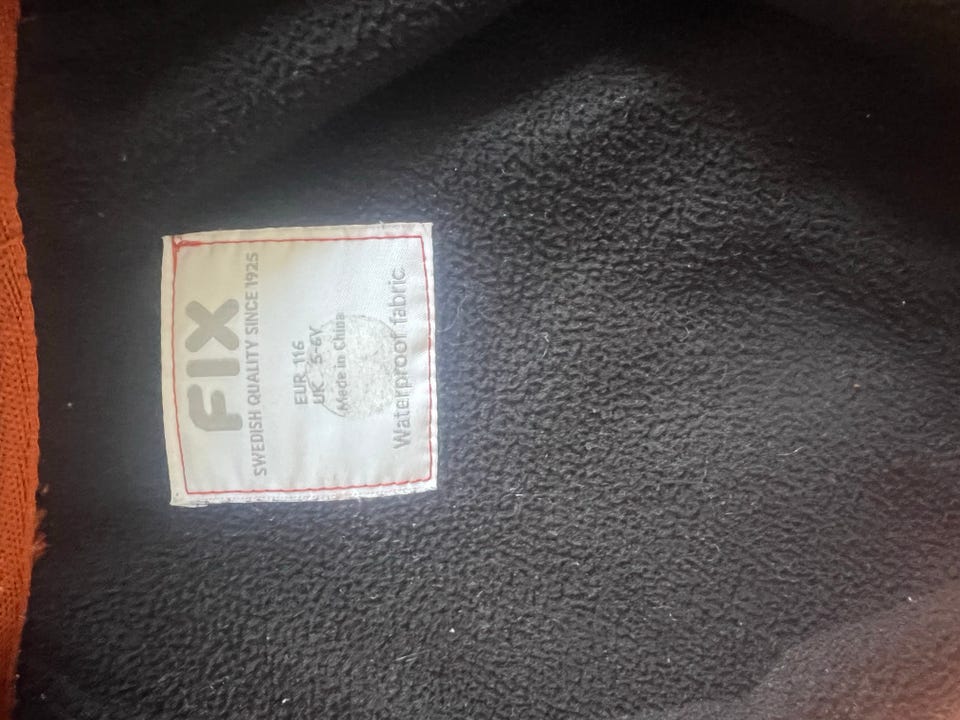 FIX
SWEDISH QUALITY SINCE 1925
EUR 116
UK 5-6Y
Made in China
Waterproof fabric